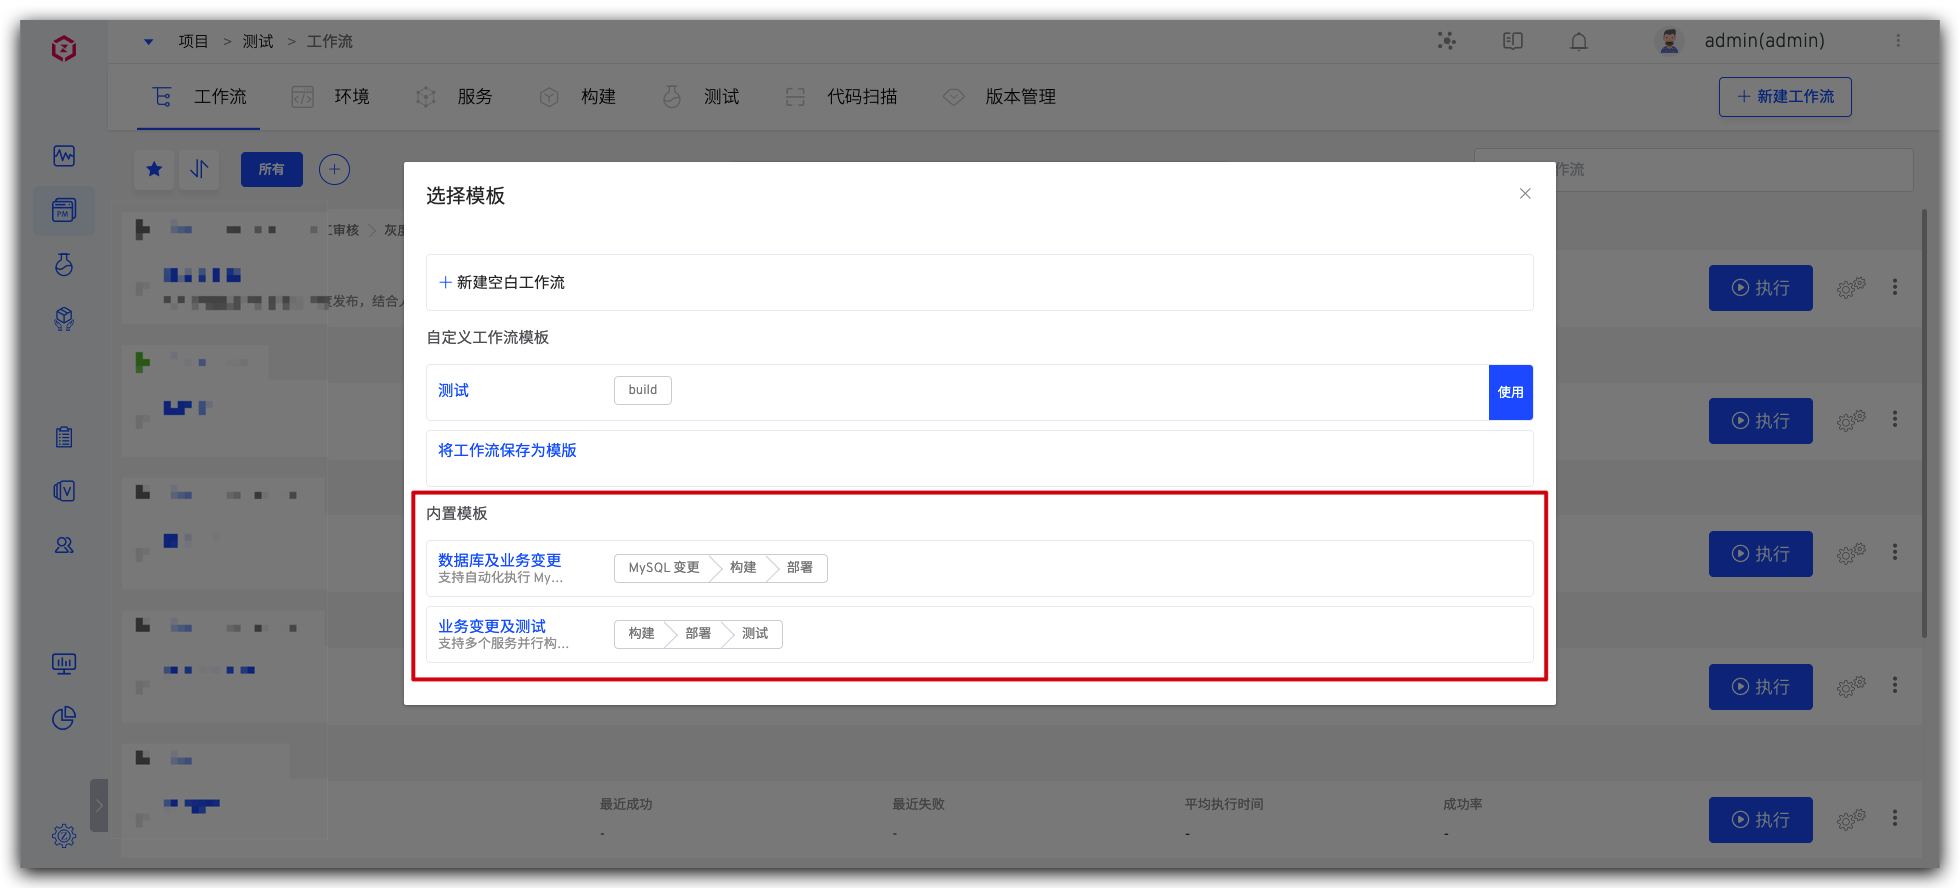 项目 > 测试 > 工作流
admin(admin)
工作流 环境 服务 构建 测试 代码扫描 版本管理
+ 新建工作流
PM
V
所有
作流
选择模板
审核 > 灰度
发布，结合
+ 新建空白工作流
自定义工作流模板
测试 build 使用
将工作流保存为模版
内置模板
数据库及业务变更
支持自动化执行 My...
MySQL 变更 构建 部署
业务变更及测试
支持多个服务并行构...
构建 部署 测试
执行
执行
执行
执行
最近成功 最近失败 平均执行时间 成功率
- - - -
执行